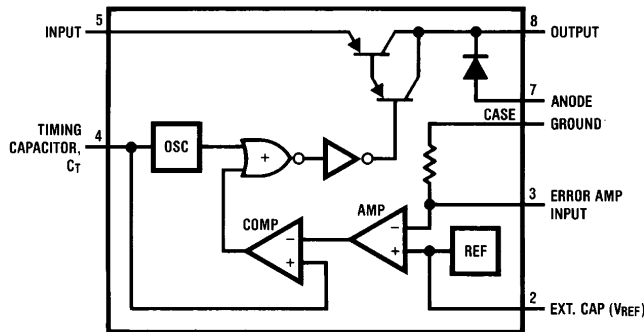 5
INPUT
8
OUTPUT
7
ANODE
CASE
GROUND
TIMING
CAPACITOR,
CT
4
OSC
+
3
ERROR AMP
INPUT
AMP
COMP
−
+
−
+
REF
2
EXT. CAP (VREF)